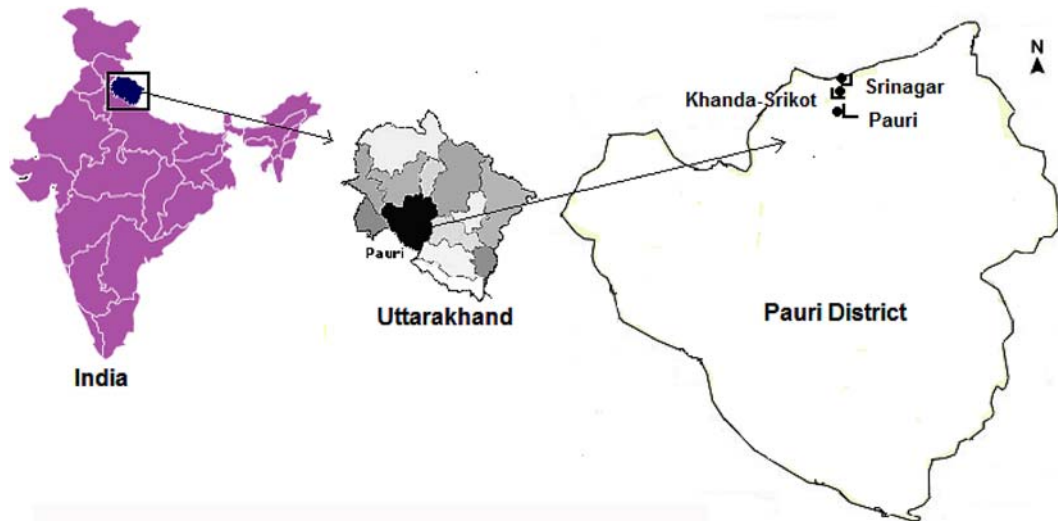 N
Srinagar
Khanda-Srikot
Pauri
Pauri
Uttarakhand
Pauri District
India